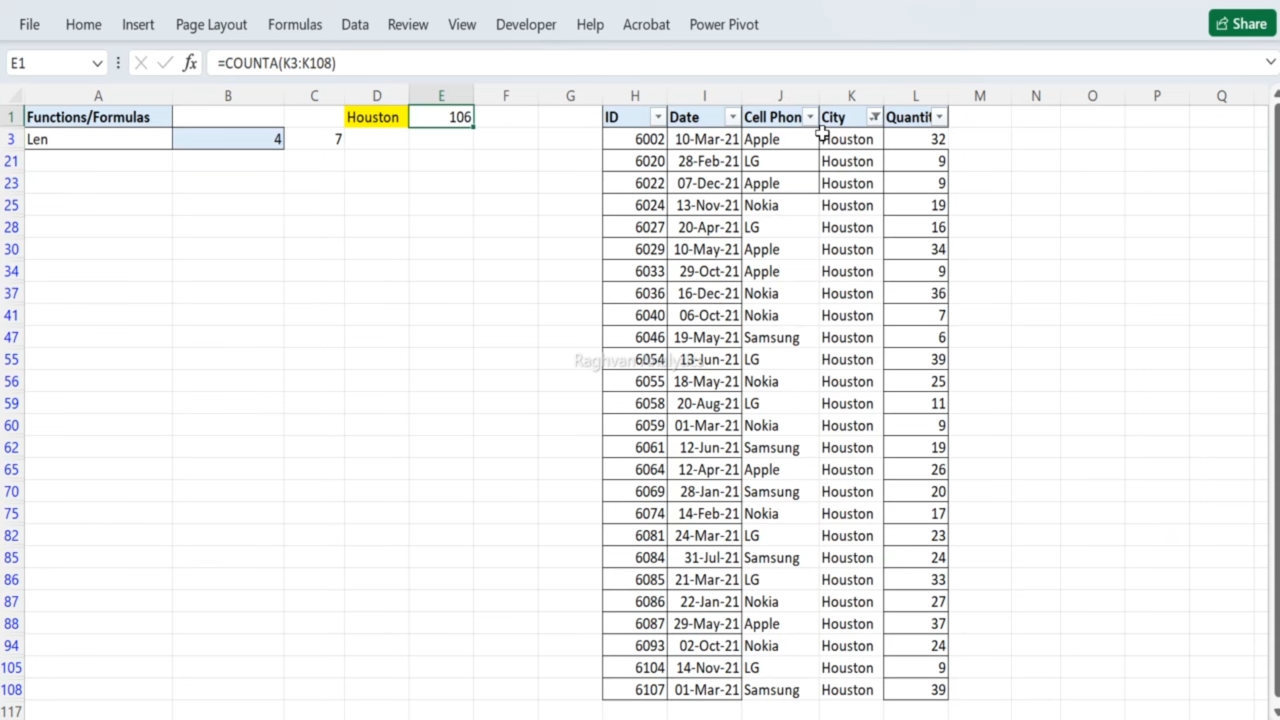 File Home Insert Page Layout Formulas Data Review View Developer Help Acrobat Power Pivot Share
E1 fx =COUNTA(K3:K108)
A B C D E F G H I J K L M N O P Q
1 Functions/Formulas Houston 106 ID Date Cell Phon City Quantit
3 Len 4 7 6002 10-Mar-21 Apple Houston 32
21 6020 28-Feb-21 LG Houston 9
23 6022 07-Dec-21 Apple Houston 9
25 6024 13-Nov-21 Nokia Houston 19
28 6027 20-Apr-21 LG Houston 16
30 6029 10-May-21 Apple Houston 34
34 6033 29-Oct-21 Apple Houston 9
37 6036 16-Dec-21 Nokia Houston 36
41 6040 06-Oct-21 Nokia Houston 7
47 6046 19-May-21 Samsung Houston 6
55 6054 13-Jun-21 LG Houston 39
56 6055 18-May-21 Nokia Houston 25
59 6058 20-Aug-21 LG Houston 11
60 6059 01-Mar-21 Nokia Houston 9
62 6061 12-Jun-21 Samsung Houston 19
65 6064 12-Apr-21 Apple Houston 26
70 6069 28-Jan-21 Samsung Houston 20
75 6074 14-Feb-21 Nokia Houston 17
82 6081 24-Mar-21 LG Houston 23
85 6084 31-Jul-21 Samsung Houston 24
86 6085 21-Mar-21 LG Houston 33
87 6086 22-Jan-21 Nokia Houston 27
88 6087 29-May-21 Apple Houston 37
94 6093 02-Oct-21 Nokia Houston 24
105 6104 14-Nov-21 LG Houston 9
108 6107 01-Mar-21 Samsung Houston 39
117